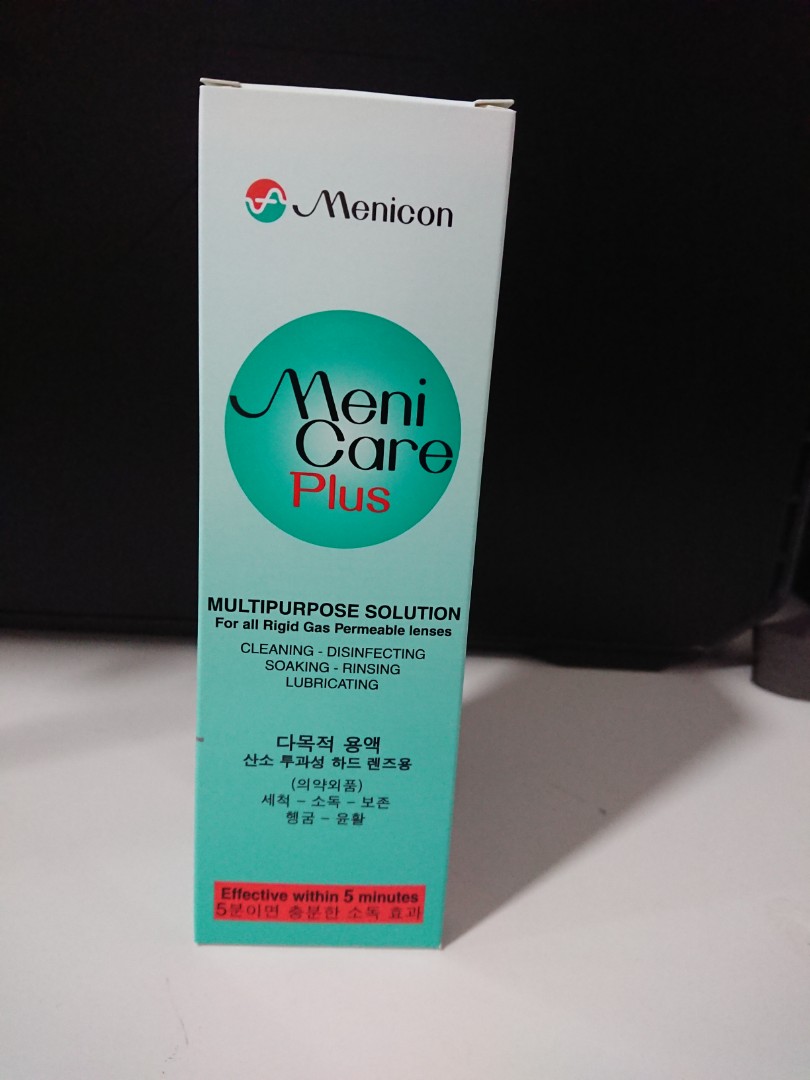 Menicon
Meni
Care
Plus
MULTIPURPOSE SOLUTION
For all Rigid Gas Permeable lenses
CLEANING - DISINFECTING
SOAKING - RINSING
LUBRICATING
다목적 용액
산소 투과성 하드 렌즈용
(의약외품)
세척 – 소독 – 보존
헹굼 – 윤활
Effective within 5 minutes
5분이면 충분한 소독 효과